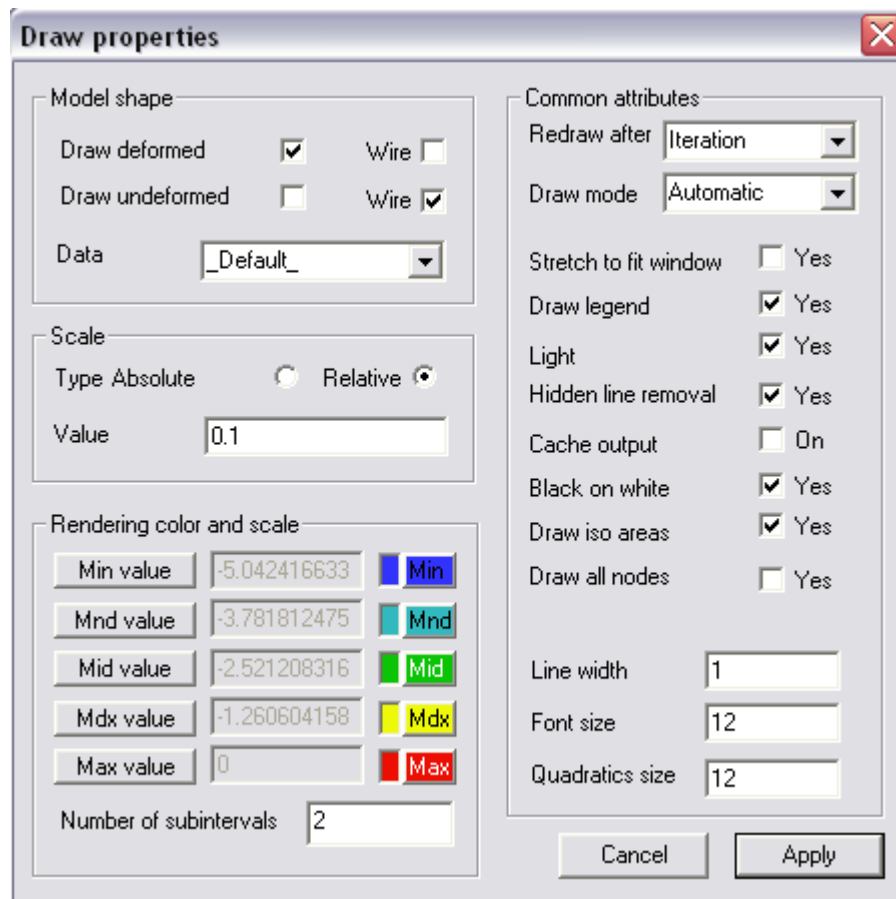 Draw properties
Model shape
Draw deformed Wire
Draw undeformed Wire
Data _Default_
Scale
Type Absolute Relative
Value 0.1
Rendering color and scale
Min value -5.042416633 Min
Mnd value -3.781812475 Mnd
Mid value -2.521208316 Mid
Mdx value -1.260604158 Mdx
Max value 0 Max
Number of subintervals 2
Common attributes
Redraw after Iteration
Draw mode Automatic
Stretch to fit window Yes
Draw legend Yes
Light Yes
Hidden line removal Yes
Cache output On
Black on white Yes
Draw iso areas Yes
Draw all nodes Yes
Line width 1
Font size 12
Quadratics size 12
Cancel Apply